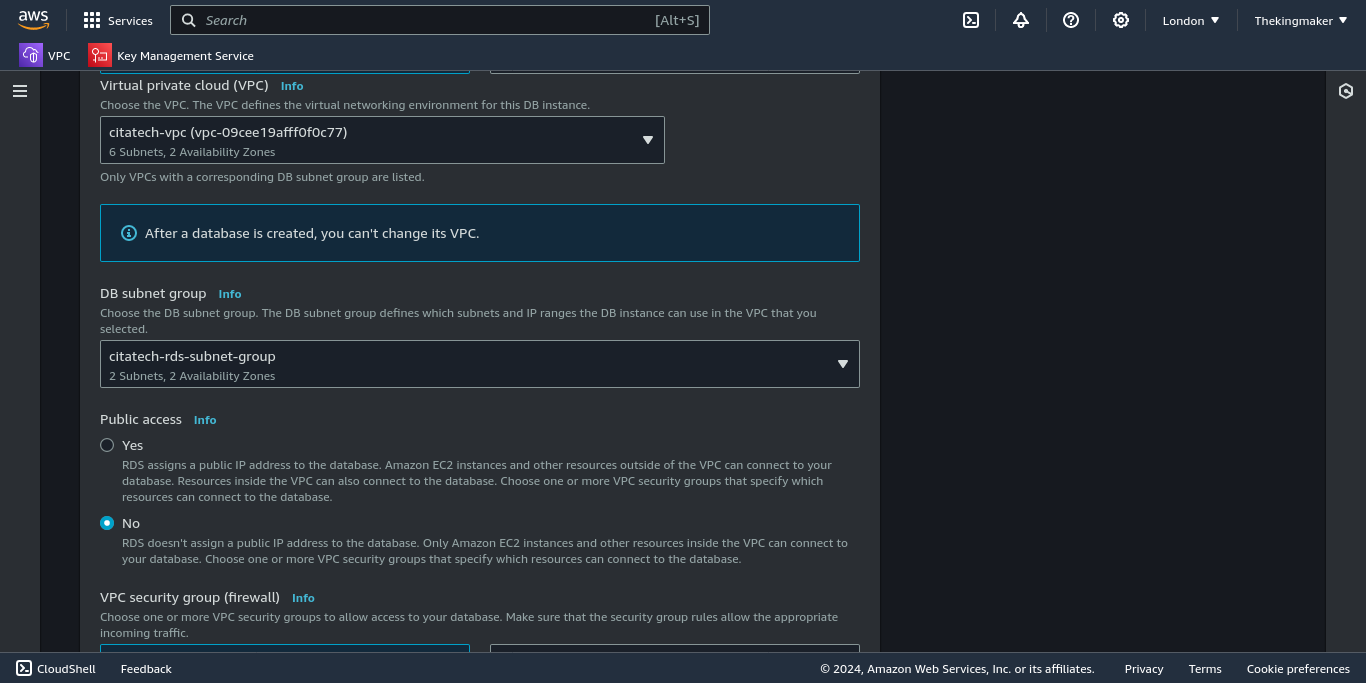 aws
Services
Search
[Alt+S]
London
Thekingmaker
VPC
Key Management Service
Virtual private cloud (VPC) Info
Choose the VPC. The VPC defines the virtual networking environment for this DB instance.
citatech-vpc (vpc-09cee19afff0f0c77)
6 Subnets, 2 Availability Zones
Only VPCs with a corresponding DB subnet group are listed.
After a database is created, you can't change its VPC.
DB subnet group Info
Choose the DB subnet group. The DB subnet group defines which subnets and IP ranges the DB instance can use in the VPC that you
selected.
citatech-rds-subnet-group
2 Subnets, 2 Availability Zones
Public access Info
Yes
RDS assigns a public IP address to the database. Amazon EC2 instances and other resources outside of the VPC can connect to your
database. Resources inside the VPC can also connect to the database. Choose one or more VPC security groups that specify which
resources can connect to the database.
No
RDS doesn't assign a public IP address to the database. Only Amazon EC2 instances and other resources inside the VPC can connect to
your database. Choose one or more VPC security groups that specify which resources can connect to the database.
VPC security group (firewall) Info
Choose one or more VPC security groups to allow access to your database. Make sure that the security group rules allow the appropriate
incoming traffic.
CloudShell
Feedback
© 2024, Amazon Web Services, Inc. or its affiliates.
Privacy
Terms
Cookie preferences